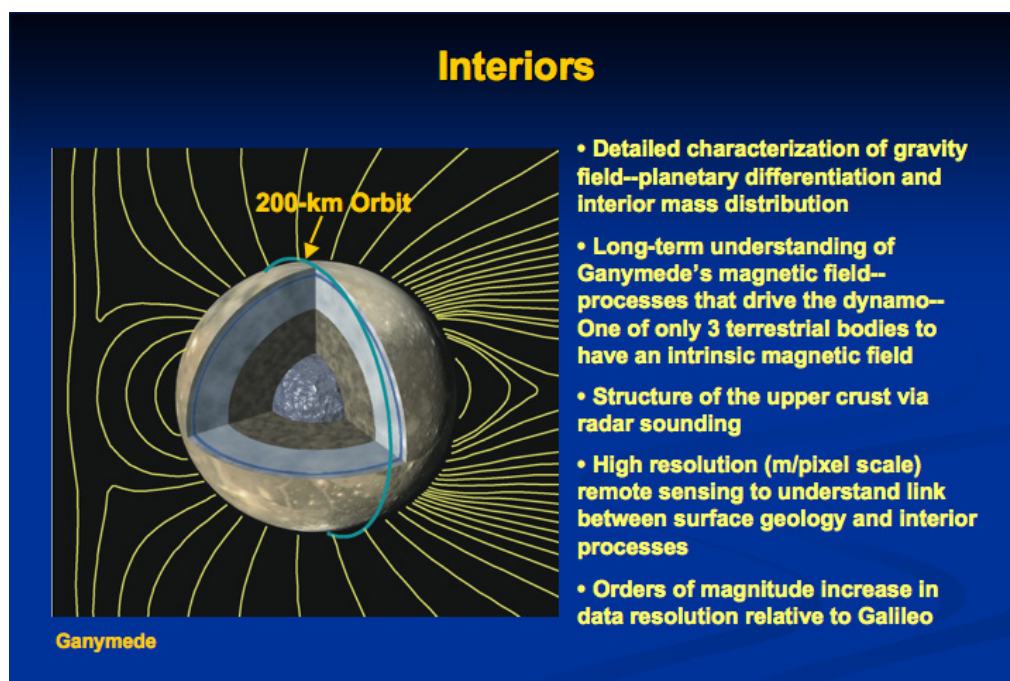 Interiors
200-km Orbit
Ganymede
• Detailed characterization of gravity
field--planetary differentiation and
interior mass distribution
• Long-term understanding of
Ganymede's magnetic field--
processes that drive the dynamo--
One of only 3 terrestrial bodies to
have an intrinsic magnetic field
• Structure of the upper crust via
radar sounding
• High resolution (m/pixel scale)
remote sensing to understand link
between surface geology and interior
processes
• Orders of magnitude increase in
data resolution relative to Galileo